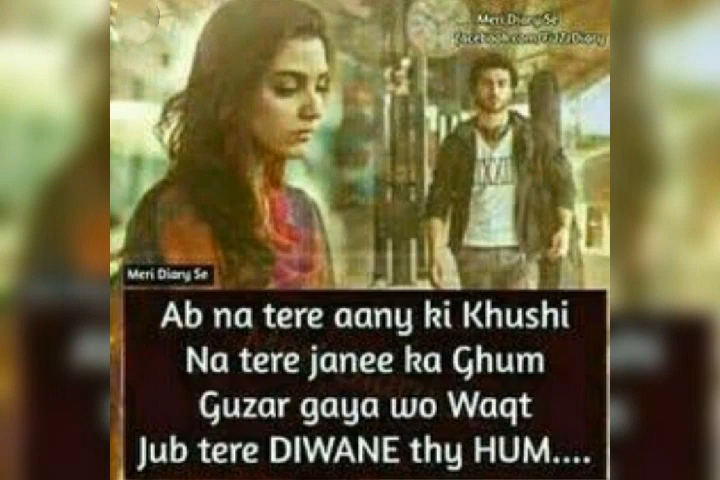 Meri Diary Se
Meri Diary Se
Ab na tere aany ki Khushi
Na tere janee ka Ghum
Guzar gaya wo Waqt
Jub tere DIWANE thy HUM....